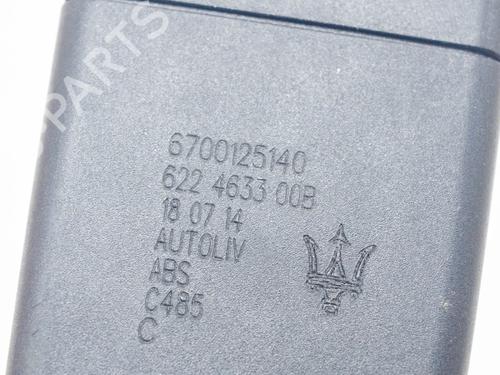 6700125140
622 4633 00B
18 07 14
AUTOLIV
ABS
C485
C
PARTS